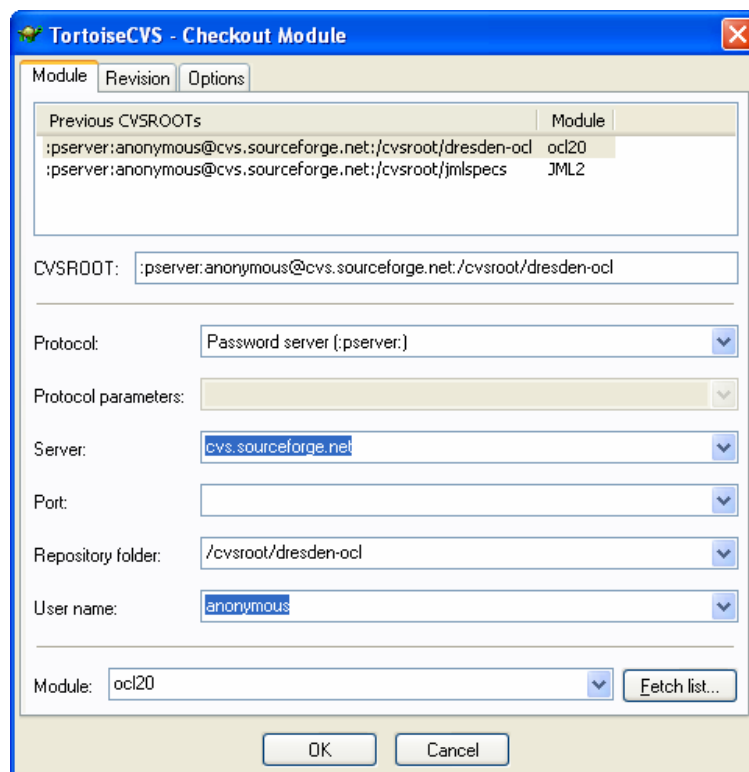 TortoiseCVS - Checkout Module
Module Revision Options
Previous CVSROOTs Module
:pserver:anonymous@cvs.sourceforge.net:/cvsroot/dresden-ocl ocl20
:pserver:anonymous@cvs.sourceforge.net:/cvsroot/jmlspecs JML2
CVSROOT: :pserver:anonymous@cvs.sourceforge.net:/cvsroot/dresden-ocl
Protocol: Password server (:pserver:)
Protocol parameters:
Server: cvs.sourceforge.net
Port:
Repository folder: /cvsroot/dresden-ocl
User name: anonymous
Module: ocl20 Fetch list...
OK Cancel